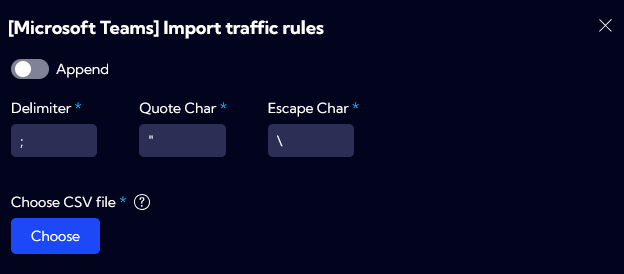 [Microsoft Teams] Import traffic rules
Append
Delimiter * Quote Char * Escape Char *
; " \
Choose CSV file * ?
Choose